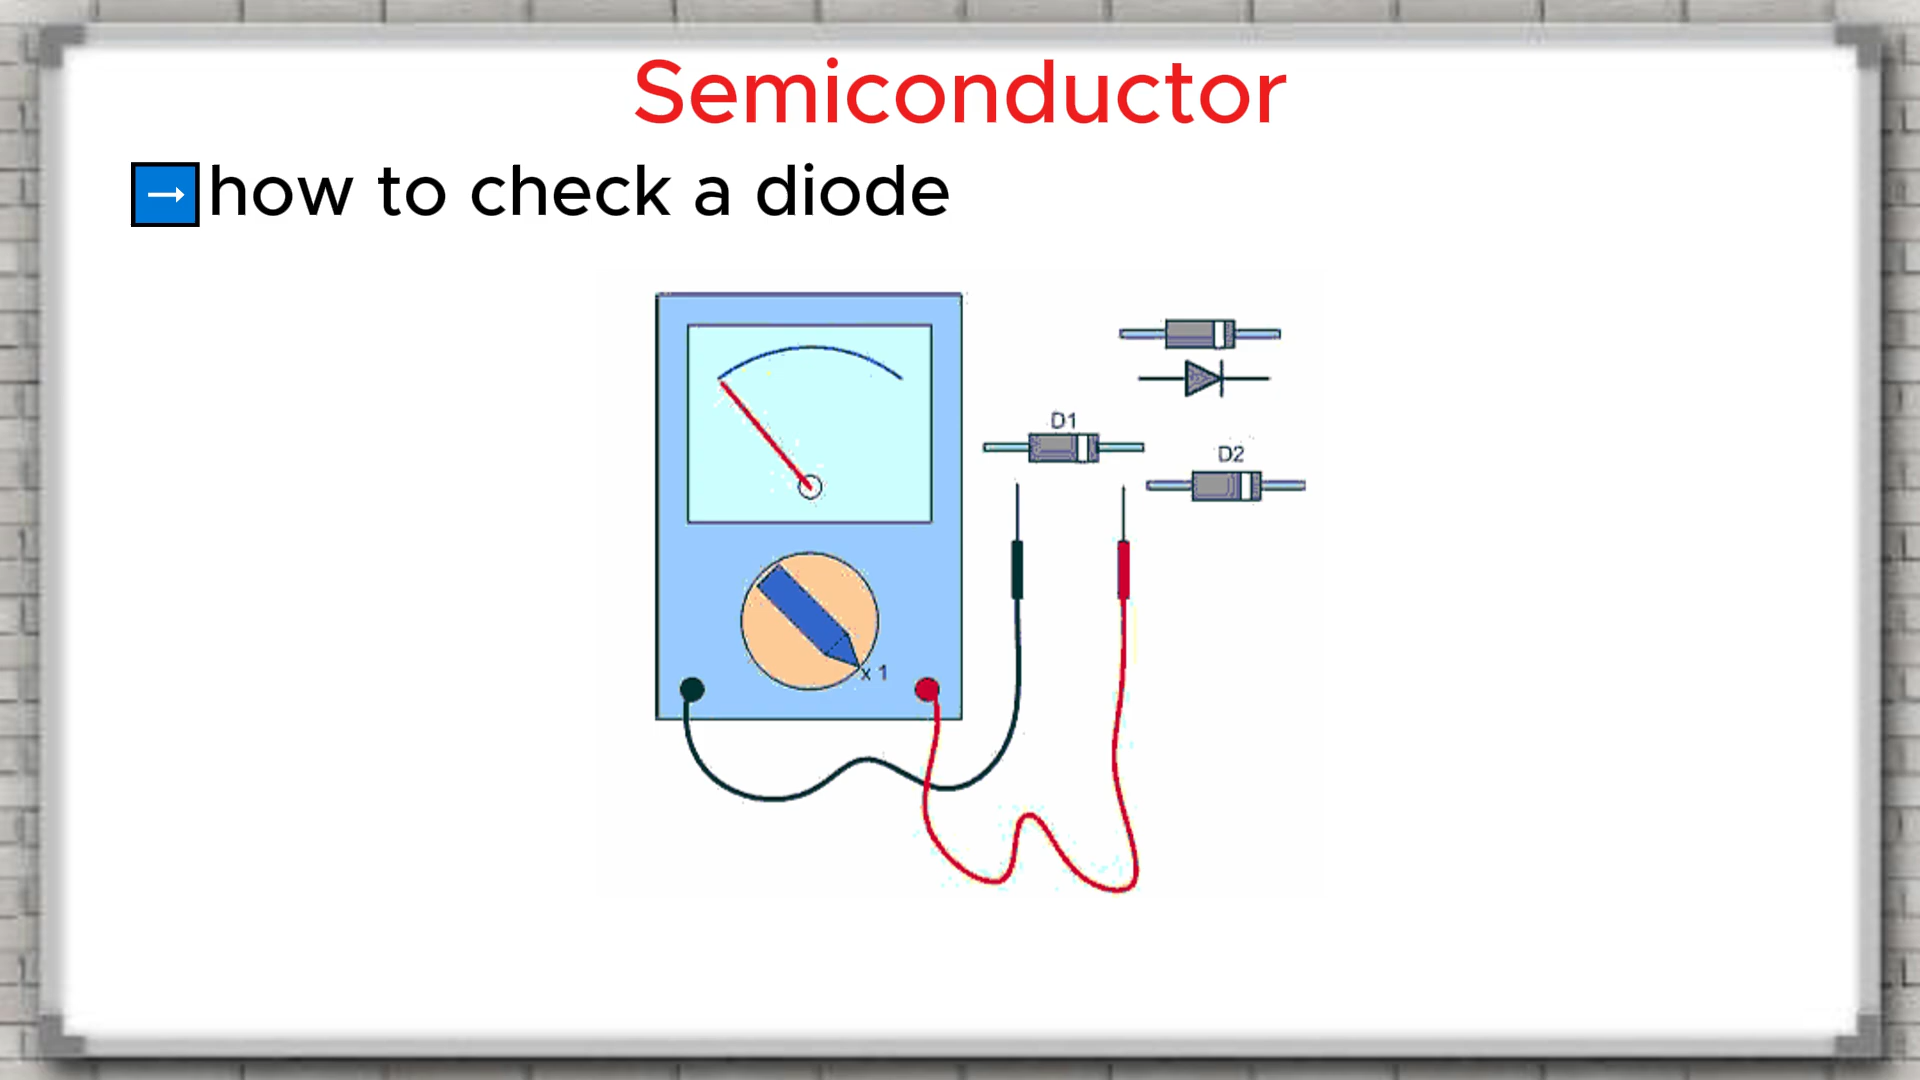 Semiconductor
→ how to check a diode
D1
D2
x 1